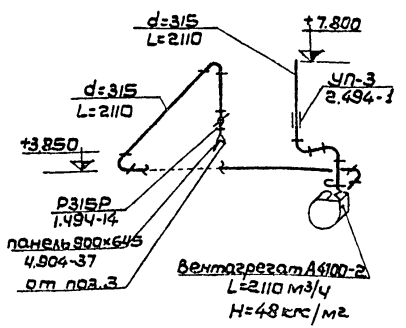 d=315
L=2110
+7.800
d=315
L=2110
УП-3
2.494-1
+3.850
Р315Р
1.494-14
панель 900×645
4.904-37
от поз.3
Вентагрегат А4100-2
L=2110 м3/ч
H=48 кгс/м2